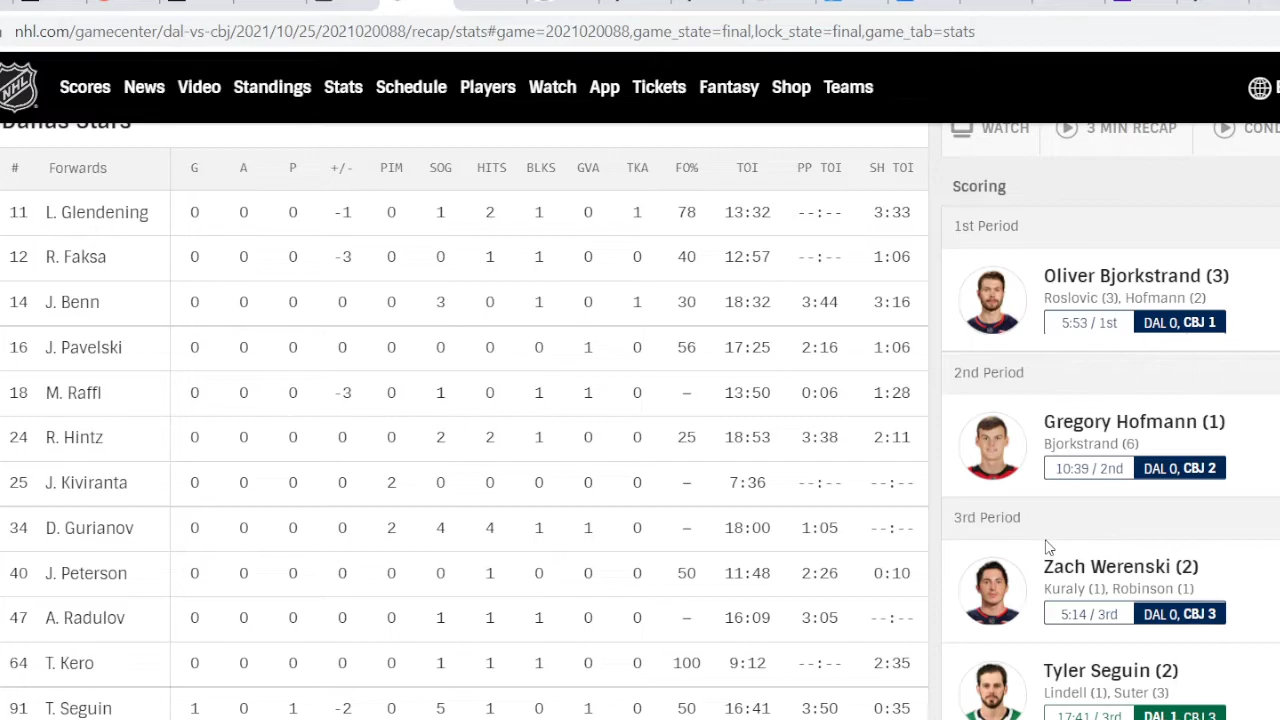 nhl.com/gamecenter/dal-vs-cbj/2021/10/25/2021020088/recap/stats#game=2021020088,game_state=final,lock_state=final,game_tab=stats
NHL Scores News Video Standings Stats Schedule Players Watch App Tickets Fantasy Shop Teams
Dallas Stars
# Forwards G A P +/- PIM SOG HITS BLKS GVA TKA FO% TOI PP TOI SH TOI
11 L. Glendening 0 0 0 -1 0 1 2 1 0 1 78 13:32 --:-- 3:33
12 R. Faksa 0 0 0 -3 0 0 1 1 0 0 40 12:57 --:-- 1:06
14 J. Benn 0 0 0 0 0 3 0 1 0 1 30 18:32 3:44 3:16
16 J. Pavelski 0 0 0 0 0 0 0 0 1 0 56 17:25 2:16 1:06
18 M. Raffl 0 0 0 -3 0 1 0 1 1 0 – 13:50 0:06 1:28
24 R. Hintz 0 0 0 0 0 2 2 1 0 0 25 18:53 3:38 2:11
25 J. Kiviranta 0 0 0 0 2 0 0 0 0 0 – 7:36 --:-- --:--
34 D. Gurianov 0 0 0 0 2 4 4 1 1 0 – 18:00 1:05 --:--
40 J. Peterson 0 0 0 0 0 0 1 0 0 0 50 11:48 2:26 0:10
47 A. Radulov 0 0 0 0 0 1 1 1 0 0 – 16:09 3:05 --:--
64 T. Kero 0 0 0 0 0 1 1 1 0 0 100 9:12 --:-- 2:35
91 T. Seguin 1 0 1 -2 0 5 1 0 1 0 50 16:41 3:50 0:35
WATCH 3 MIN RECAP
Scoring
1st Period
Oliver Bjorkstrand (3)
Roslovic (3), Hofmann (2)
5:53 / 1st DAL 0, CBJ 1
2nd Period
Gregory Hofmann (1)
Bjorkstrand (6)
10:39 / 2nd DAL 0, CBJ 2
3rd Period
Zach Werenski (2)
Kuraly (1), Robinson (1)
5:14 / 3rd DAL 0, CBJ 3
Tyler Seguin (2)
Lindell (1), Suter (3)
17:41 / 3rd DAL 1, CBJ 3